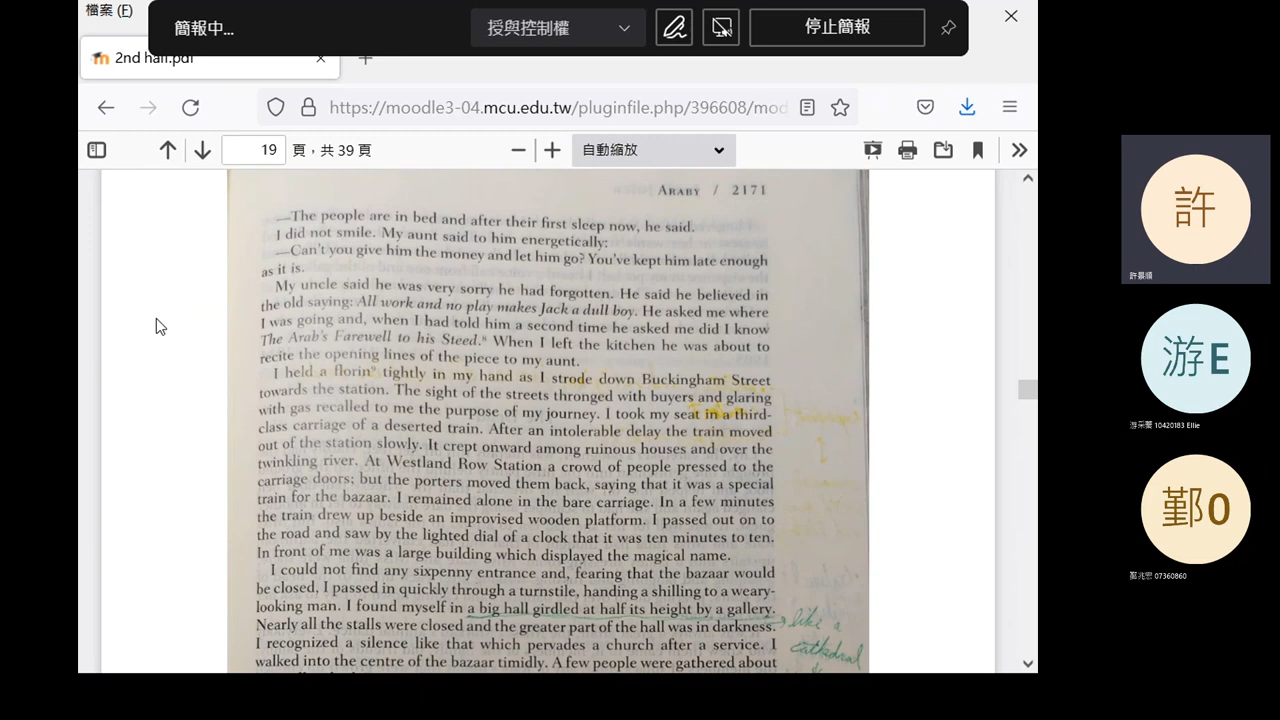 檔案 (F)
簡報中...
授與控制權
停止簡報
2nd half.pdf
https://moodle3-04.mcu.edu.tw/pluginfile.php/396608/mod
19 頁，共 39 頁
自動縮放
ARABY / 2171
—The people are in bed and after their first sleep now, he said.
I did not smile. My aunt said to him energetically:
—Can't you give him the money and let him go? You've kept him late enough
as it is.
My uncle said he was very sorry he had forgotten. He said he believed in
the old saying: All work and no play makes Jack a dull boy. He asked me where
I was going and, when I had told him a second time he asked me did I know
The Arab's Farewell to his Steed.⁸ When I left the kitchen he was about to
recite the opening lines of the piece to my aunt.
I held a florin⁹ tightly in my hand as I strode down Buckingham Street
towards the station. The sight of the streets thronged with buyers and glaring
with gas recalled to me the purpose of my journey. I took my seat in a third-
class carriage of a deserted train. After an intolerable delay the train moved
out of the station slowly. It crept onward among ruinous houses and over the
twinkling river. At Westland Row Station a crowd of people pressed to the
carriage doors; but the porters moved them back, saying that it was a special
train for the bazaar. I remained alone in the bare carriage. In a few minutes
the train drew up beside an improvised wooden platform. I passed out on to
the road and saw by the lighted dial of a clock that it was ten minutes to ten.
In front of me was a large building which displayed the magical name.
I could not find any sixpenny entrance and, fearing that the bazaar would
be closed, I passed in quickly through a turnstile, handing a shilling to a weary-
looking man. I found myself in a big hall girdled at half its height by a gallery.
Nearly all the stalls were closed and the greater part of the hall was in darkness.
I recognized a silence like that which pervades a church after a service. I
walked into the centre of the bazaar timidly. A few people were gathered about
like a
cathedral
許
許景順
游E
10420183 Ellie
鄞0
07360860